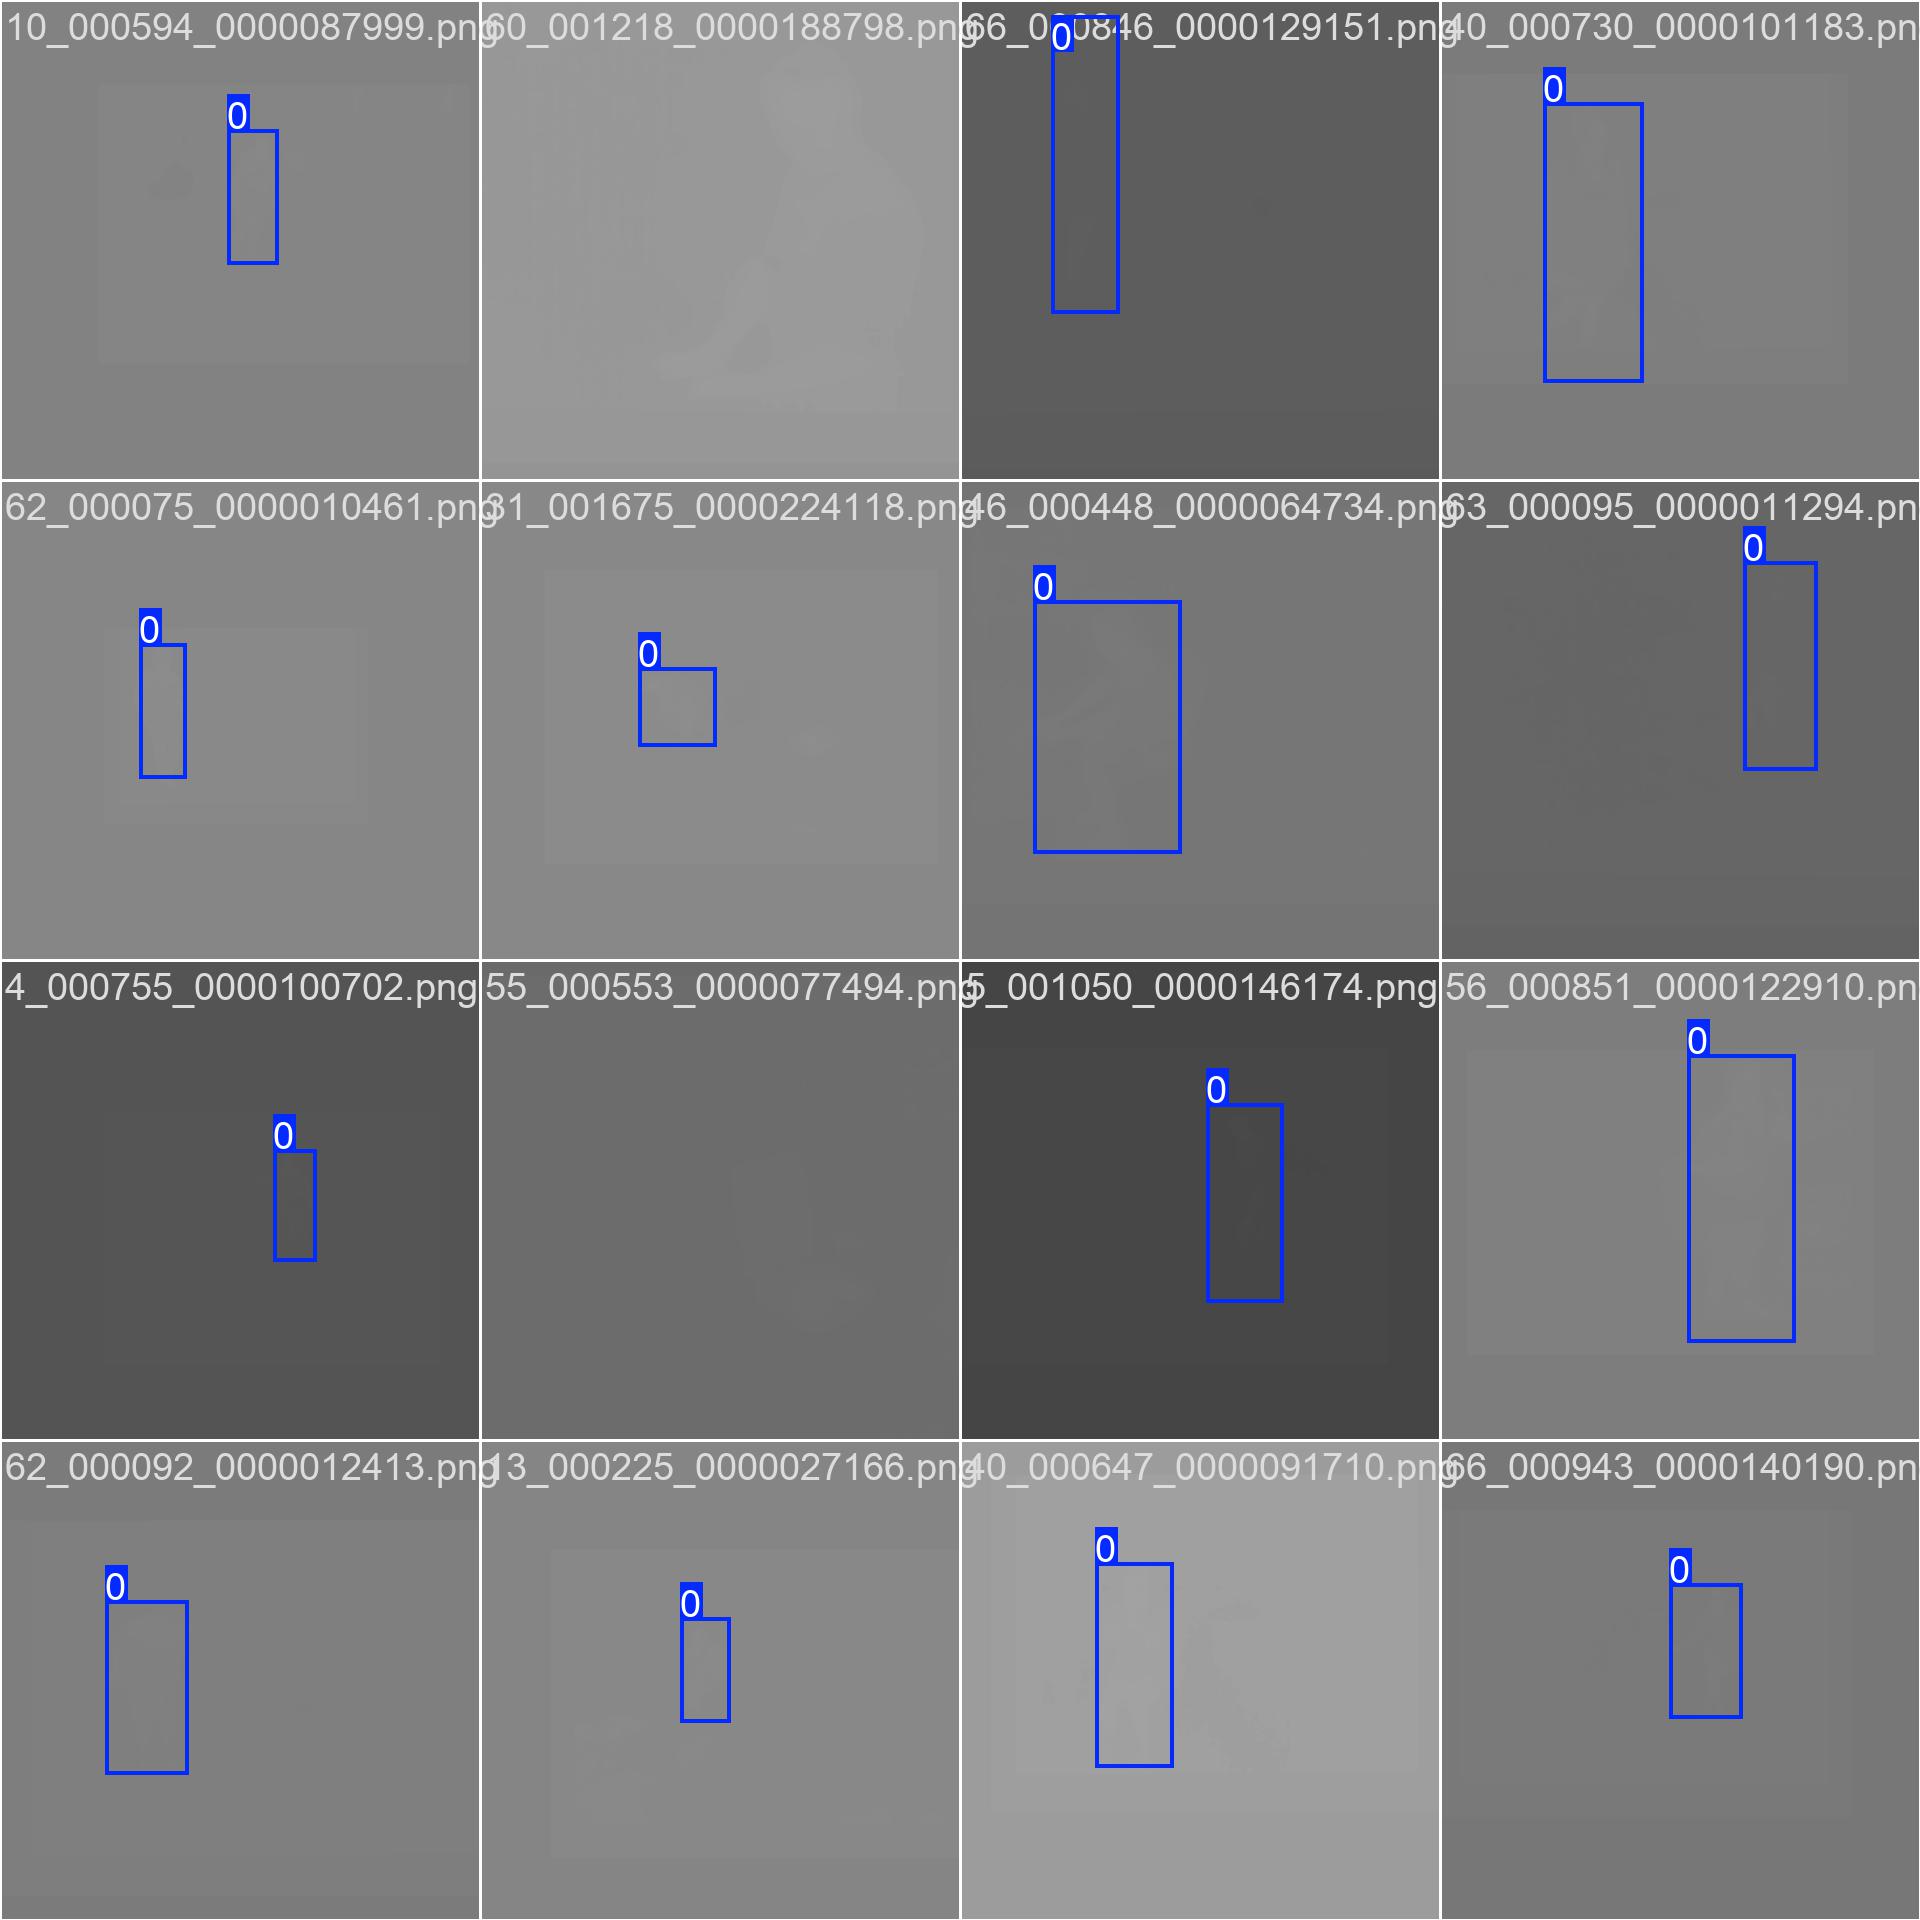 10_000594_0000087999.png
60_001218_0000188798.png
66_000846_0000129151.png
40_000730_0000101183.pn
0
0
0
62_000075_0000010461.png
31_001675_0000224118.png
46_000448_0000064734.png
63_000095_0000011294.pn
0
0
0
0
4_000755_0000100702.png
55_000553_0000077494.png
5_001050_0000146174.png
56_000851_0000122910.pn
0
0
0
62_000092_0000012413.png
13_000225_0000027166.png
40_000647_0000091710.png
66_000943_0000140190.pn
0
0
0
0